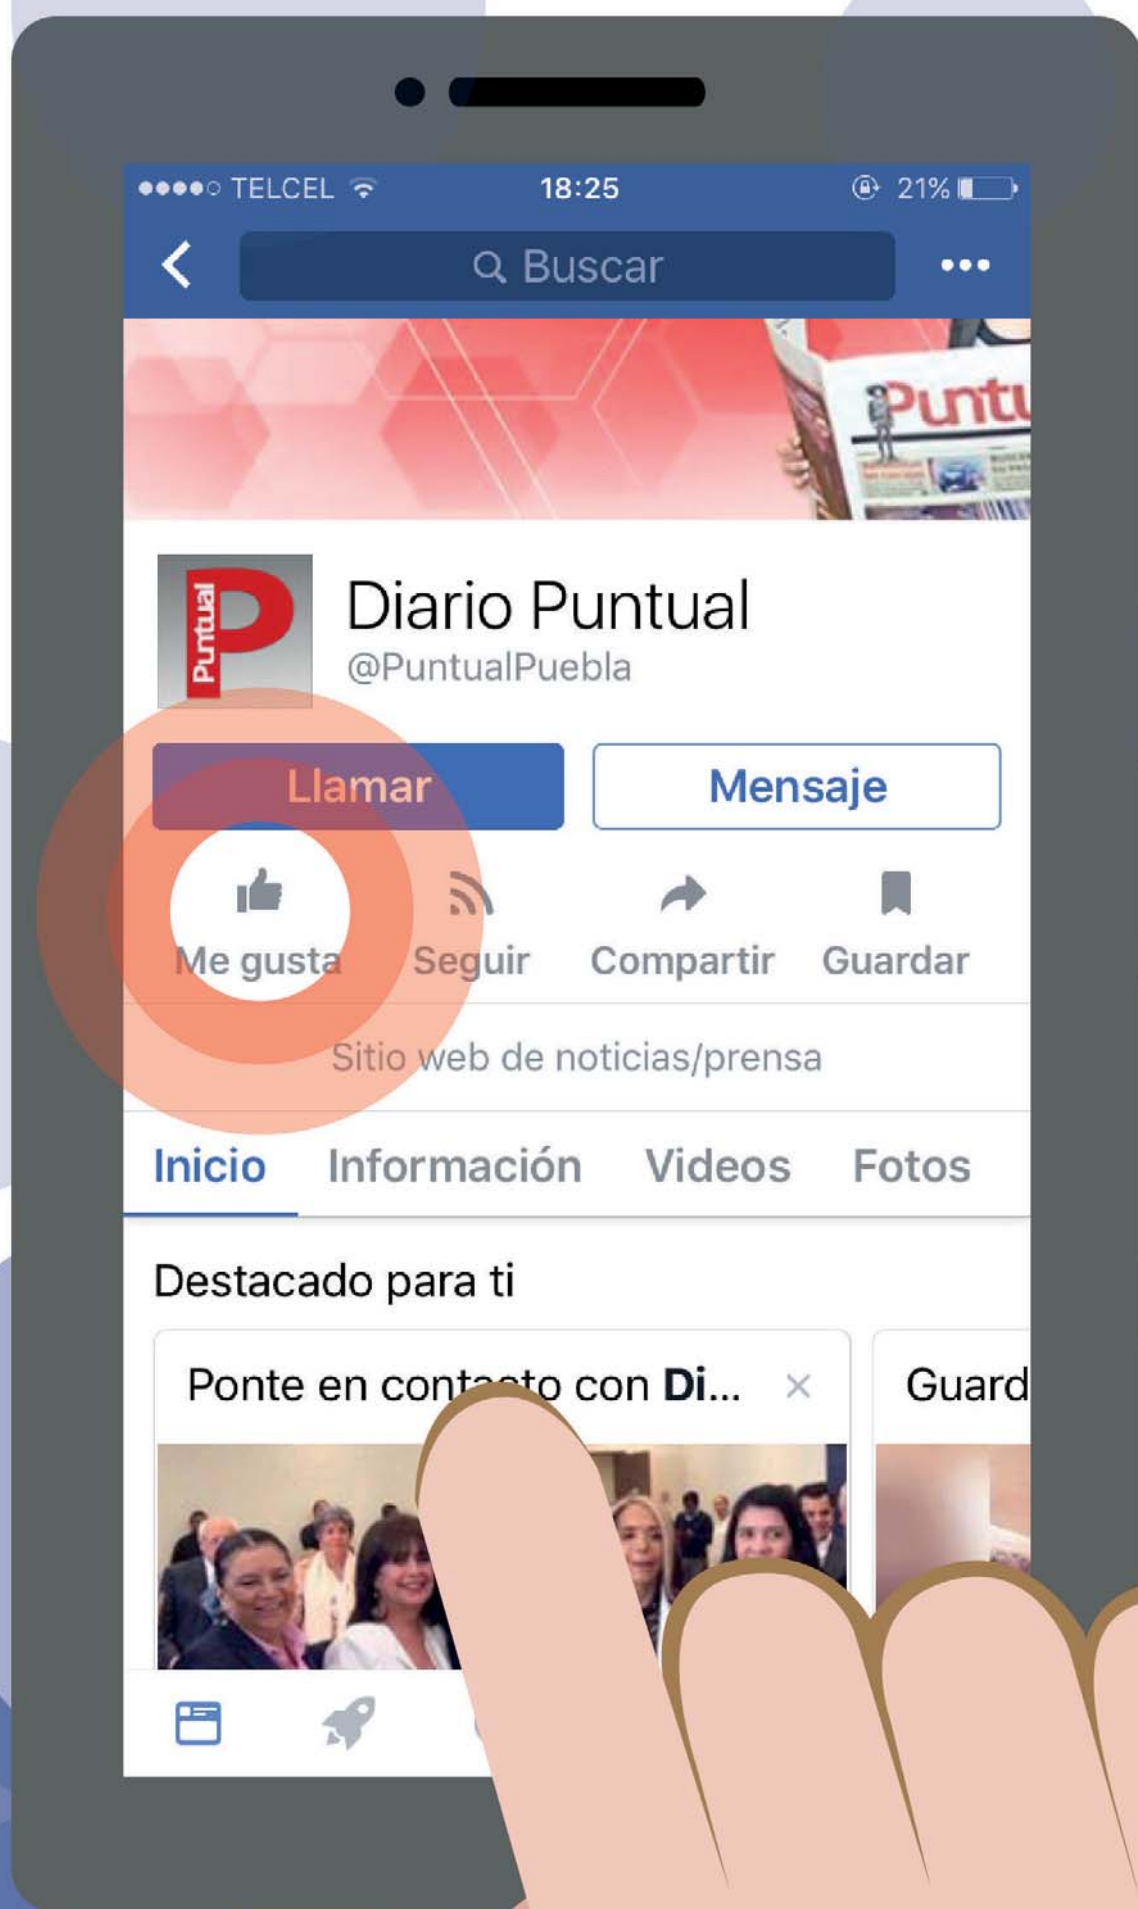 TELCEL 18:25 21%
Buscar
Puntu
Puntual
Diario Puntual
@PuntualPuebla
Llamar Mensaje
Me gusta Seguir Compartir Guardar
Sitio web de noticias/prensa
Inicio Información Videos Fotos
Destacado para ti
Ponte en contacto con Di... Guard